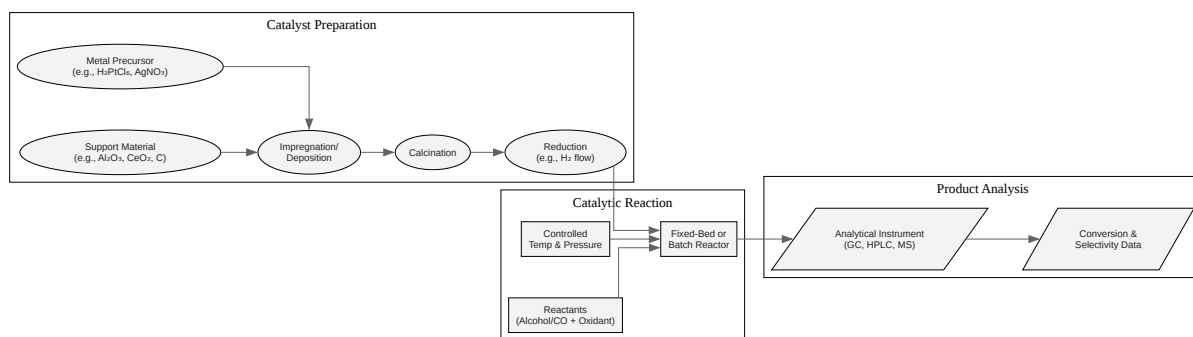 Catalyst Preparation
Metal Precursor
(e.g., H₂PtCl₆, AgNO₃)
Support Material
(e.g., Al₂O₃, CeO₂, C)
Impregnation/
Deposition
Calcination
Reduction
(e.g., H₂ flow)
Catalytic Reaction
Controlled
Temp & Pressure
Fixed-Bed or
Batch Reactor
Reactants
(Alcohol/CO + Oxidant)
Product Analysis
Analytical Instrument
(GC, HPLC, MS)
Conversion &
Selectivity Data